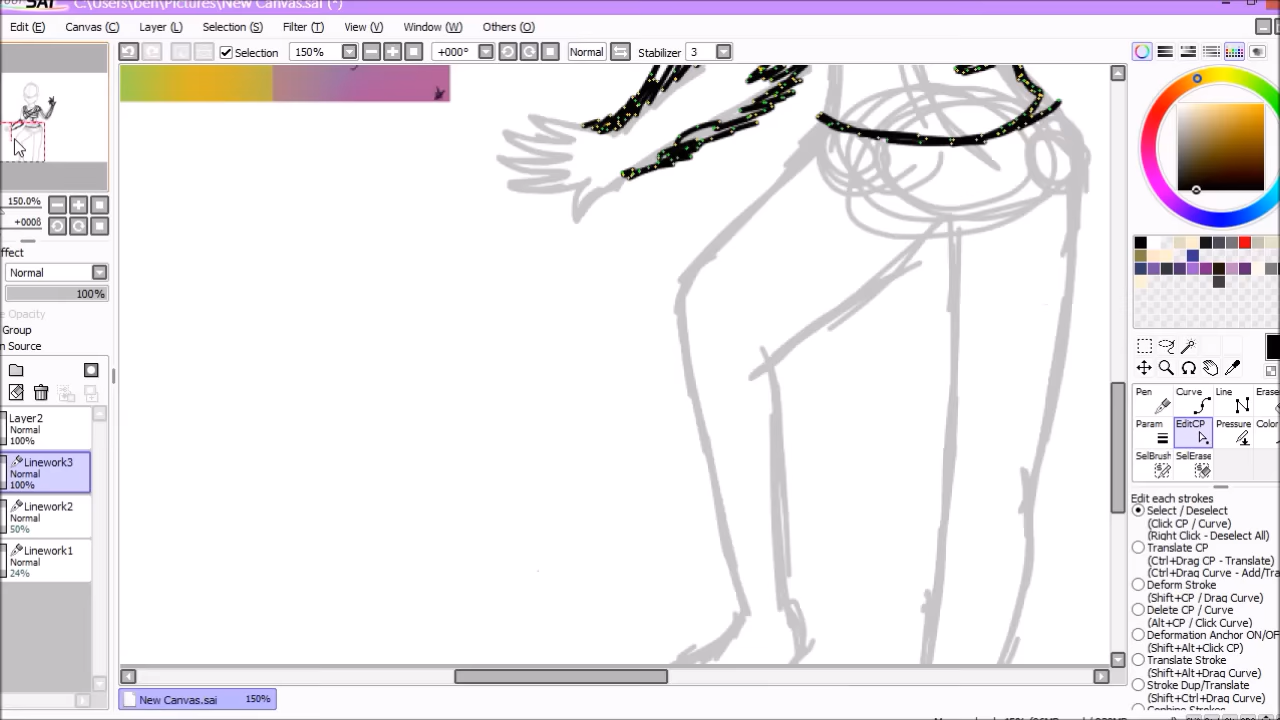 SAI C:\Users\ben\Pictures\New Canvas.sai (*)
Edit (E) Canvas (C) Layer (L) Selection (S) Filter (T) View (V) Window (W) Others (O)
Selection 150% +000° Normal Stabilizer 3
150.0%
+0008
ffect
Normal
100%
e Opacity
Group
n Source
Layer2
Normal
100%
Linework3
Normal
100%
Linework2
Normal
50%
Linework1
Normal
24%
Pen Curve Line Erase
Param EditCP Pressure Color
SelBrush SelErase
Edit each strokes
Select / Deselect
(Click CP / Curve)
(Right Click - Deselect All)
Translate CP
(Ctrl+Drag CP - Translate)
(Ctrl+Drag Curve - Add/Tra
Deform Stroke
(Shift+CP / Drag Curve)
Delete CP / Curve
(Alt+CP / Click Curve)
Deformation Anchor ON/OF
(Shift+Alt+Click CP)
Translate Stroke
(Shift+Alt+Drag Curve)
Stroke Dup/Translate
(Shift+Ctrl+Drag Curve)
New Canvas.sai 150%